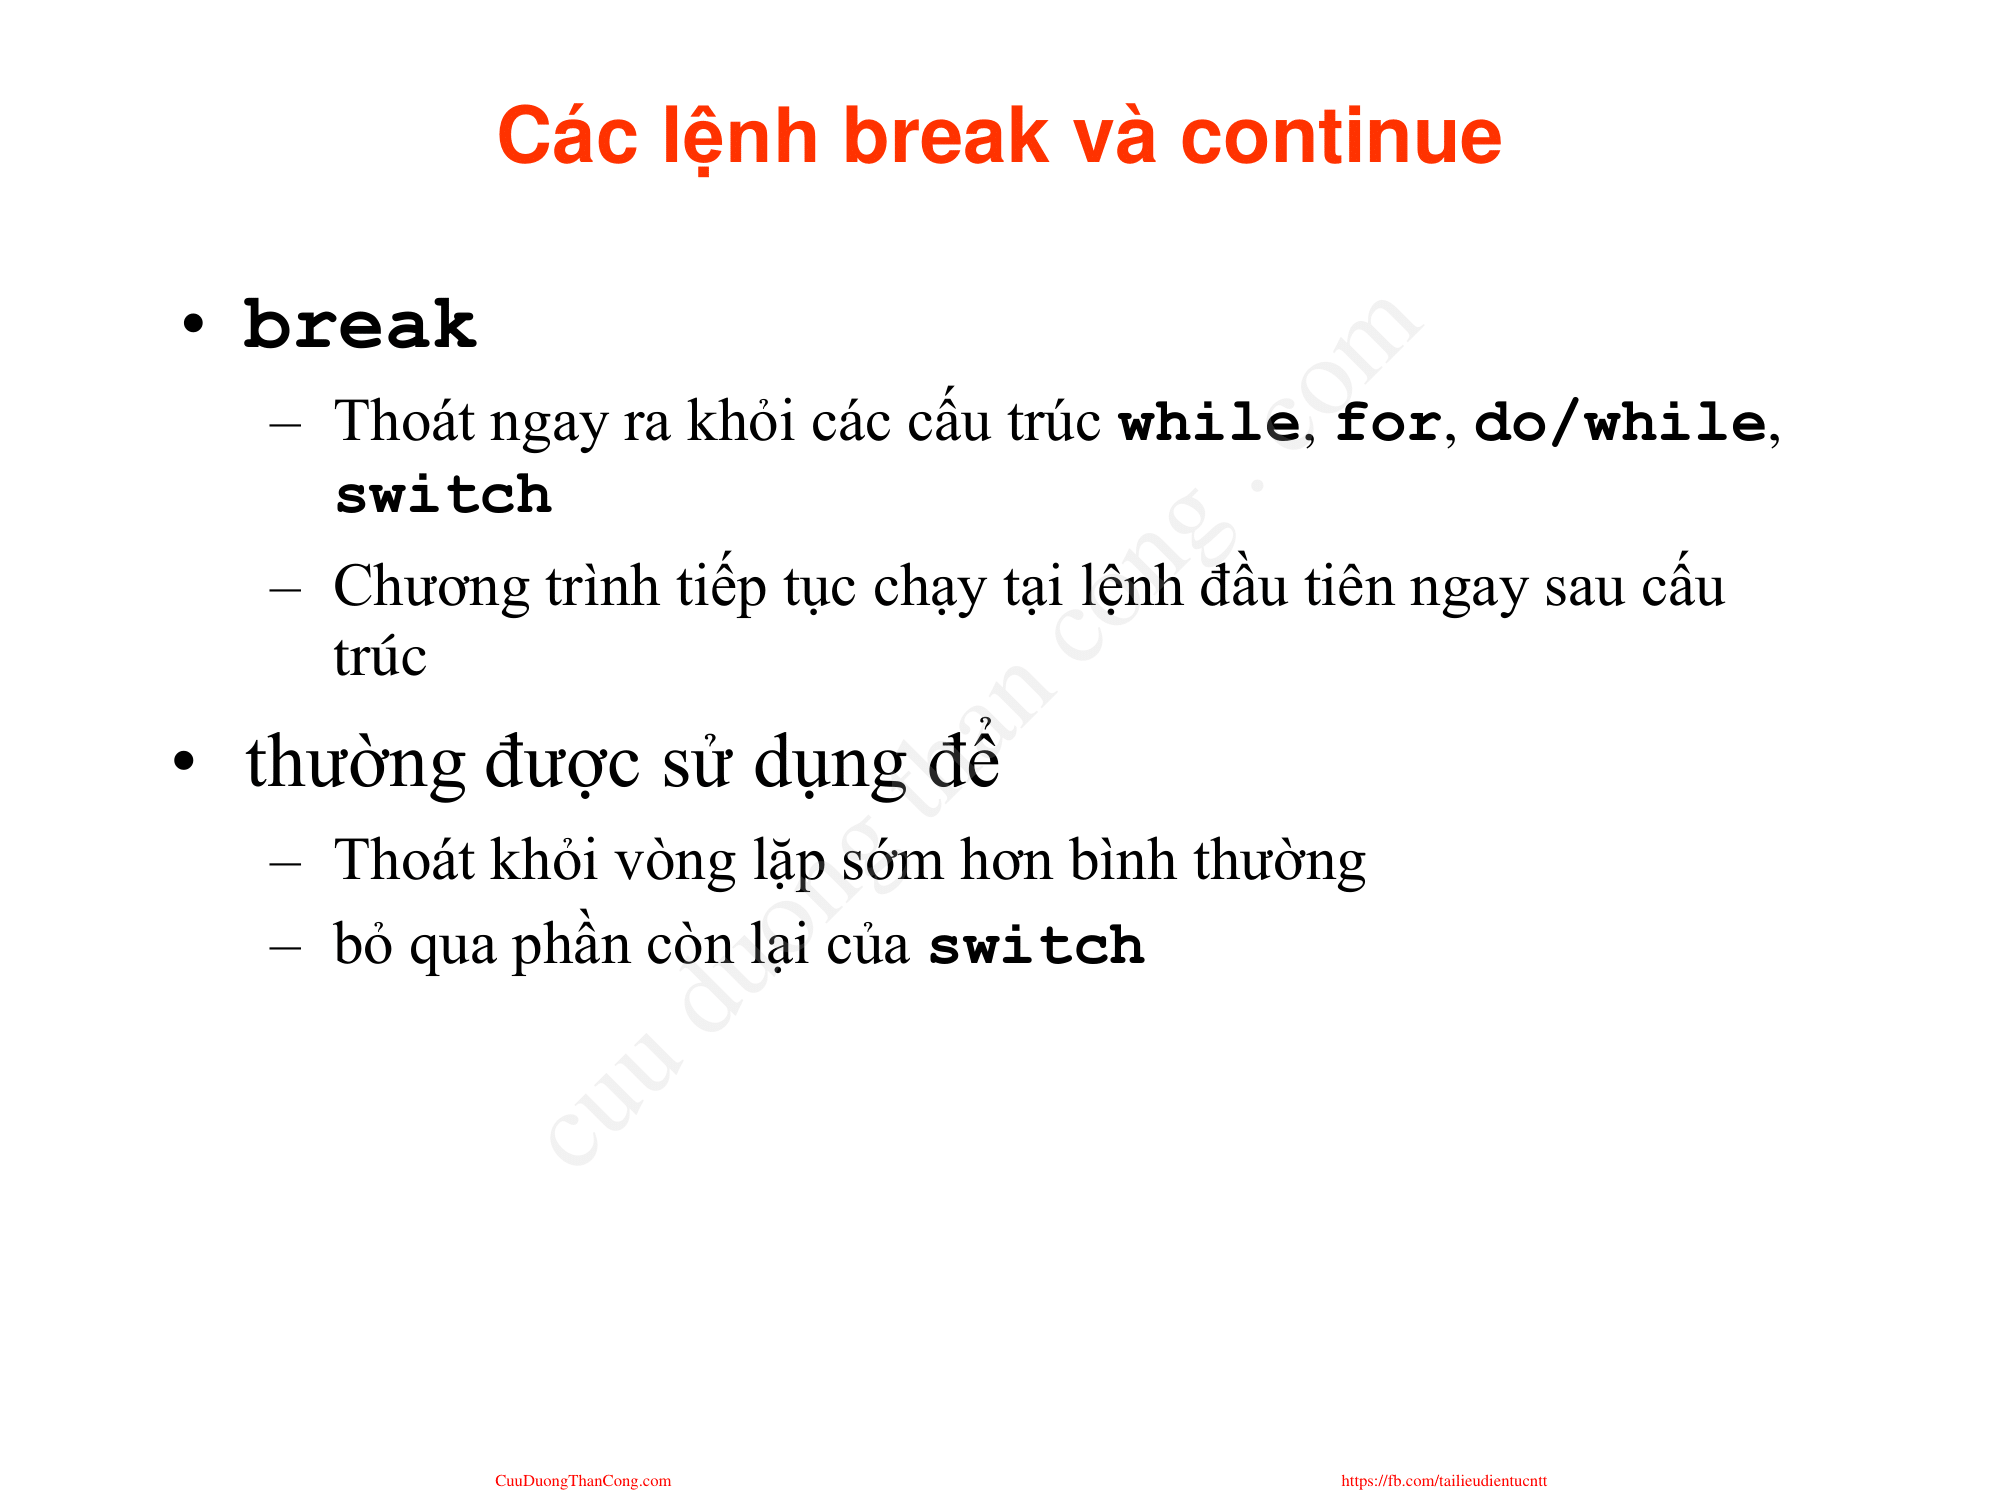 Các lệnh break và continue
• break
– Thoát ngay ra khỏi các cấu trúc while, for, do/while,
switch
– Chương trình tiếp tục chạy tại lệnh đầu tiên ngay sau cấu
trúc
• thường được sử dụng để
– Thoát khỏi vòng lặp sớm hơn bình thường
– bỏ qua phần còn lại của switch
cuu duong than cong . com
CuuDuongThanCong.com
https://fb.com/tailieudientucntt